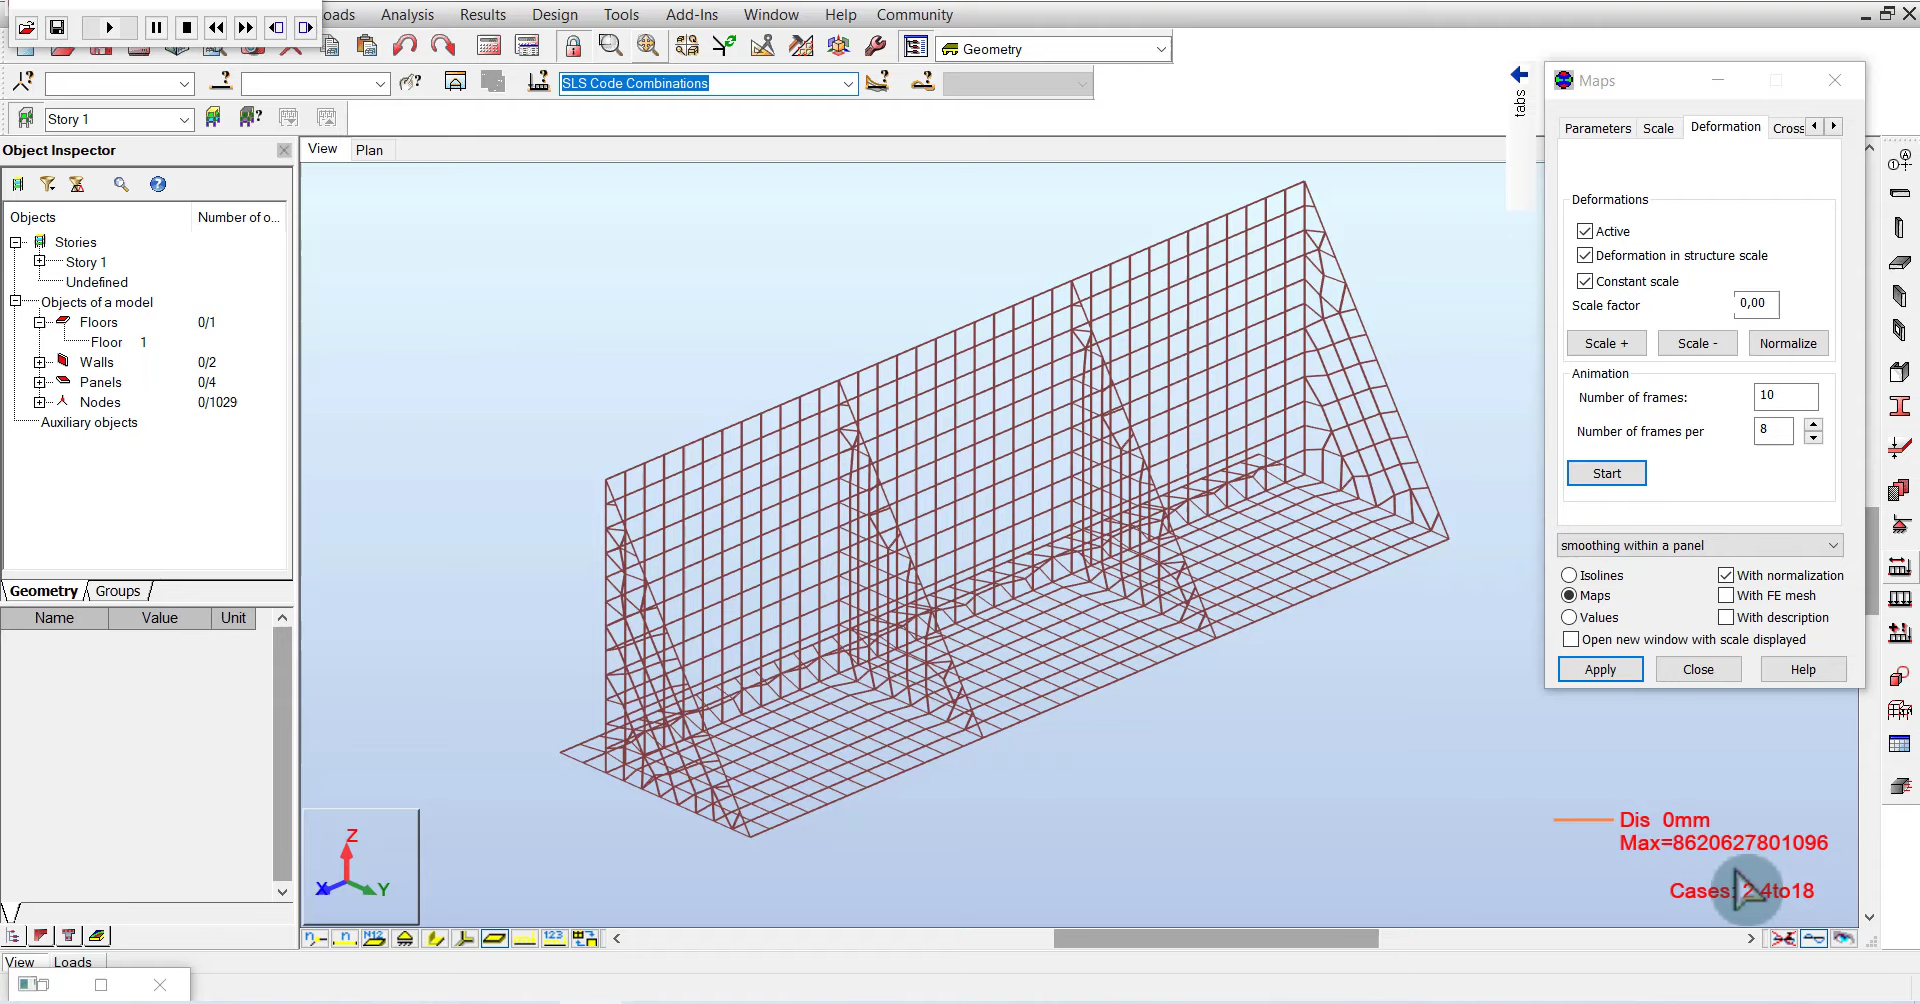 oads Analysis Results Design Tools Add-Ins Window Help Community
Geometry
SLS Code Combinations
Story 1
Object Inspector
View Plan
Objects Number of o...
Stories
Story 1
Undefined
Objects of a model
Floors 0/1
Floor 1
Walls 0/2
Panels 0/4
Nodes 0/1029
Auxiliary objects
Geometry Groups
Name Value Unit
Z
X
Y
View Loads
tabs
Maps
Parameters Scale Deformation Cross
Deformations
Active
Deformation in structure scale
Constant scale
Scale factor 0,00
Scale + Scale - Normalize
Animation
Number of frames: 10
Number of frames per 8
Start
smoothing within a panel
Isolines With normalization
Maps With FE mesh
Values With description
Open new window with scale displayed
Apply Close Help
Dis 0mm
Max=8620627801096
Cases: 2 4to18
N12
123